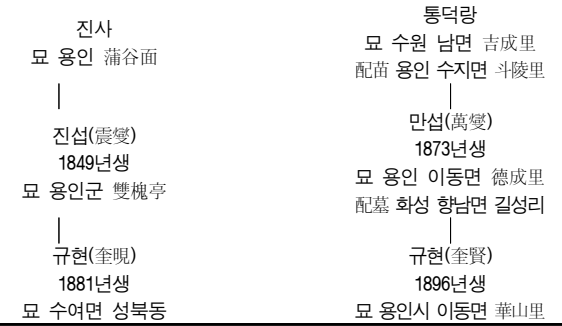 진사
묘 용인 蒲谷面
진섭(震燮)
1849년생
묘 용인군 雙槐亭
규현(奎晛)
1881년생
묘 수여면 성북동
통덕랑
묘 수원 남면 吉成里
配苗 용인 수지면 斗陵里
만섭(萬燮)
1873년생
묘 용인 이동면 德成里
配墓 화성 향남면 길성리
규현(奎賢)
1896년생
묘 용인시 이동면 華山里